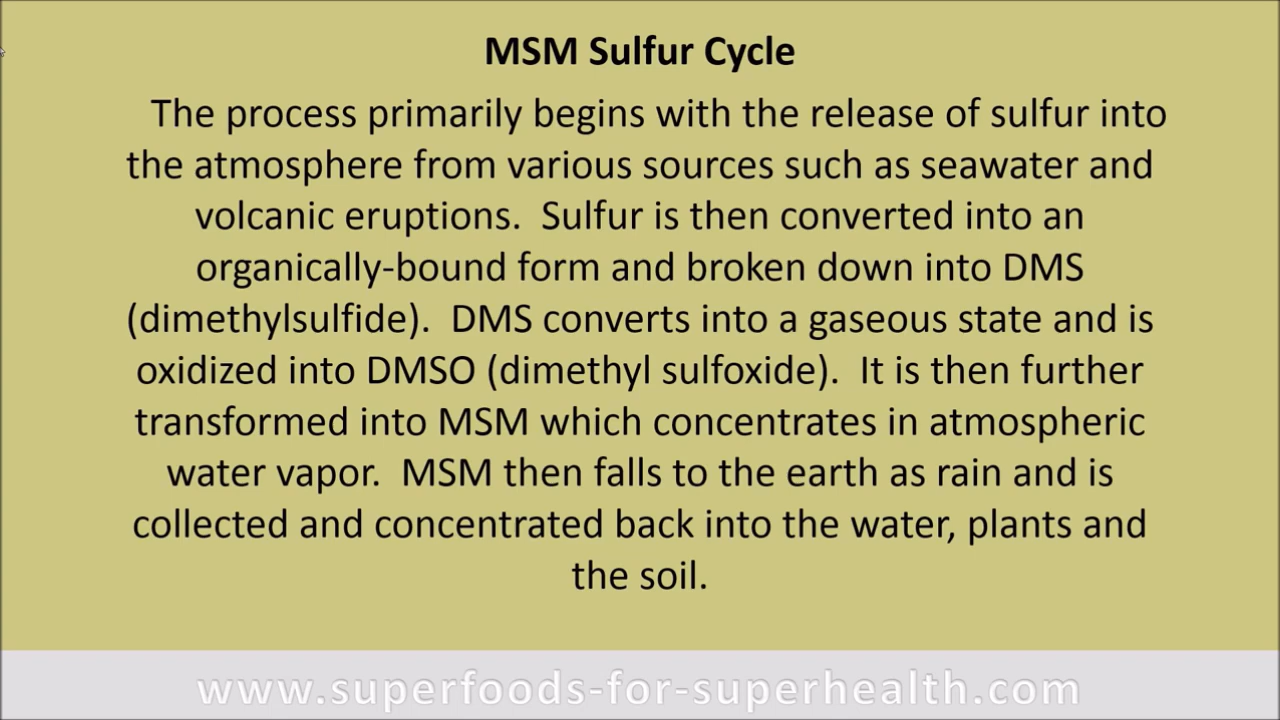 MSM Sulfur Cycle
The process primarily begins with the release of sulfur into
the atmosphere from various sources such as seawater and
volcanic eruptions.  Sulfur is then converted into an
organically-bound form and broken down into DMS
(dimethylsulfide).  DMS converts into a gaseous state and is
oxidized into DMSO (dimethyl sulfoxide).  It is then further
transformed into MSM which concentrates in atmospheric
water vapor.  MSM then falls to the earth as rain and is
collected and concentrated back into the water, plants and
the soil.
www.superfoods-for-superhealth.com